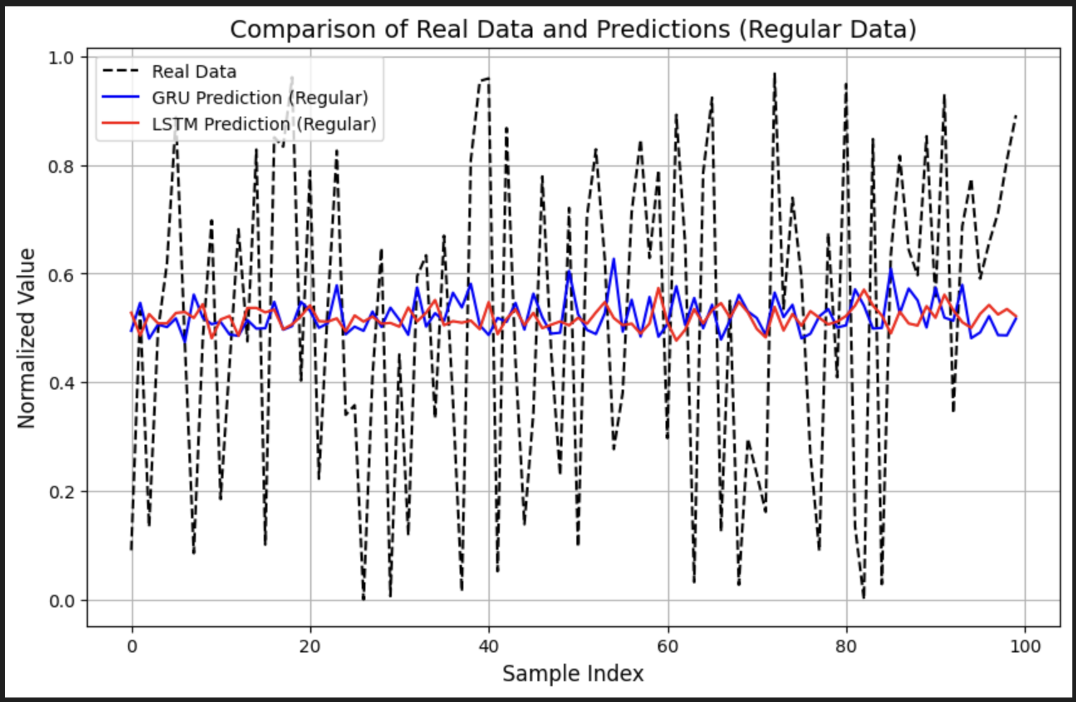 Comparison of Real Data and Predictions (Regular Data)
1.0
Real Data
GRU Prediction (Regular)
LSTM Prediction (Regular)
0.8
0.6
0.4
0.2
0.0
Normalized Value
0 20 40 60 80 100
Sample Index